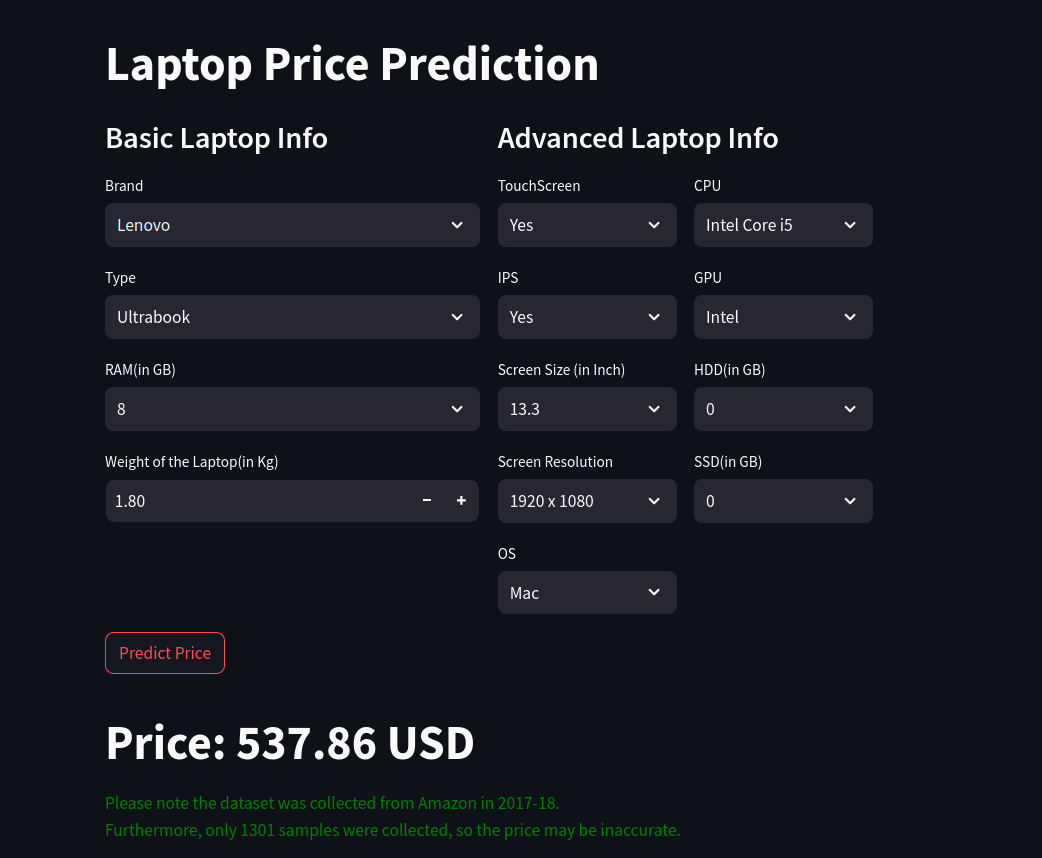 Laptop Price Prediction
Basic Laptop Info
Brand
Lenovo
Type
Ultrabook
RAM(in GB)
8
Weight of the Laptop(in Kg)
1.80
Advanced Laptop Info
TouchScreen
Yes
CPU
Intel Core i5
IPS
Yes
GPU
Intel
Screen Size (in Inch)
13.3
HDD(in GB)
0
Screen Resolution
1920 x 1080
SSD(in GB)
0
OS
Mac
Predict Price
Price: 537.86 USD
Please note the dataset was collected from Amazon in 2017-18.
Furthermore, only 1301 samples were collected, so the price may be inaccurate.